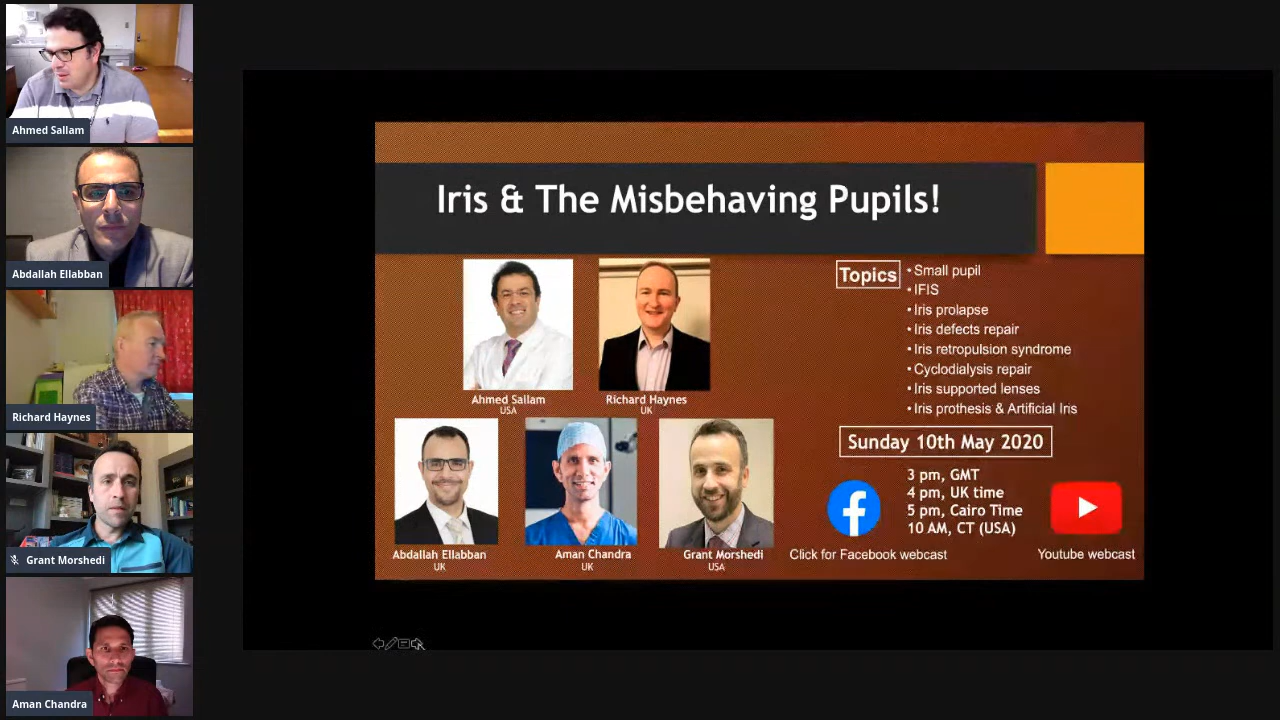 Ahmed Sallam
Abdallah Ellabban
Richard Haynes
Grant Morshedi
Aman Chandra
Iris & The Misbehaving Pupils!
Ahmed Sallam
USA
Richard Haynes
UK
Abdallah Ellabban
UK
Aman Chandra
UK
Grant Morshedi
USA
Topics
• Small pupil
• IFIS
• Iris prolapse
• Iris defects repair
• Iris retropulsion syndrome
• Cyclodialysis repair
• Iris supported lenses
• Iris prothesis & Artificial Iris
Sunday 10th May 2020
3 pm, GMT
4 pm, UK time
5 pm, Cairo Time
10 AM, CT (USA)
Click for Facebook webcast
Youtube webcast